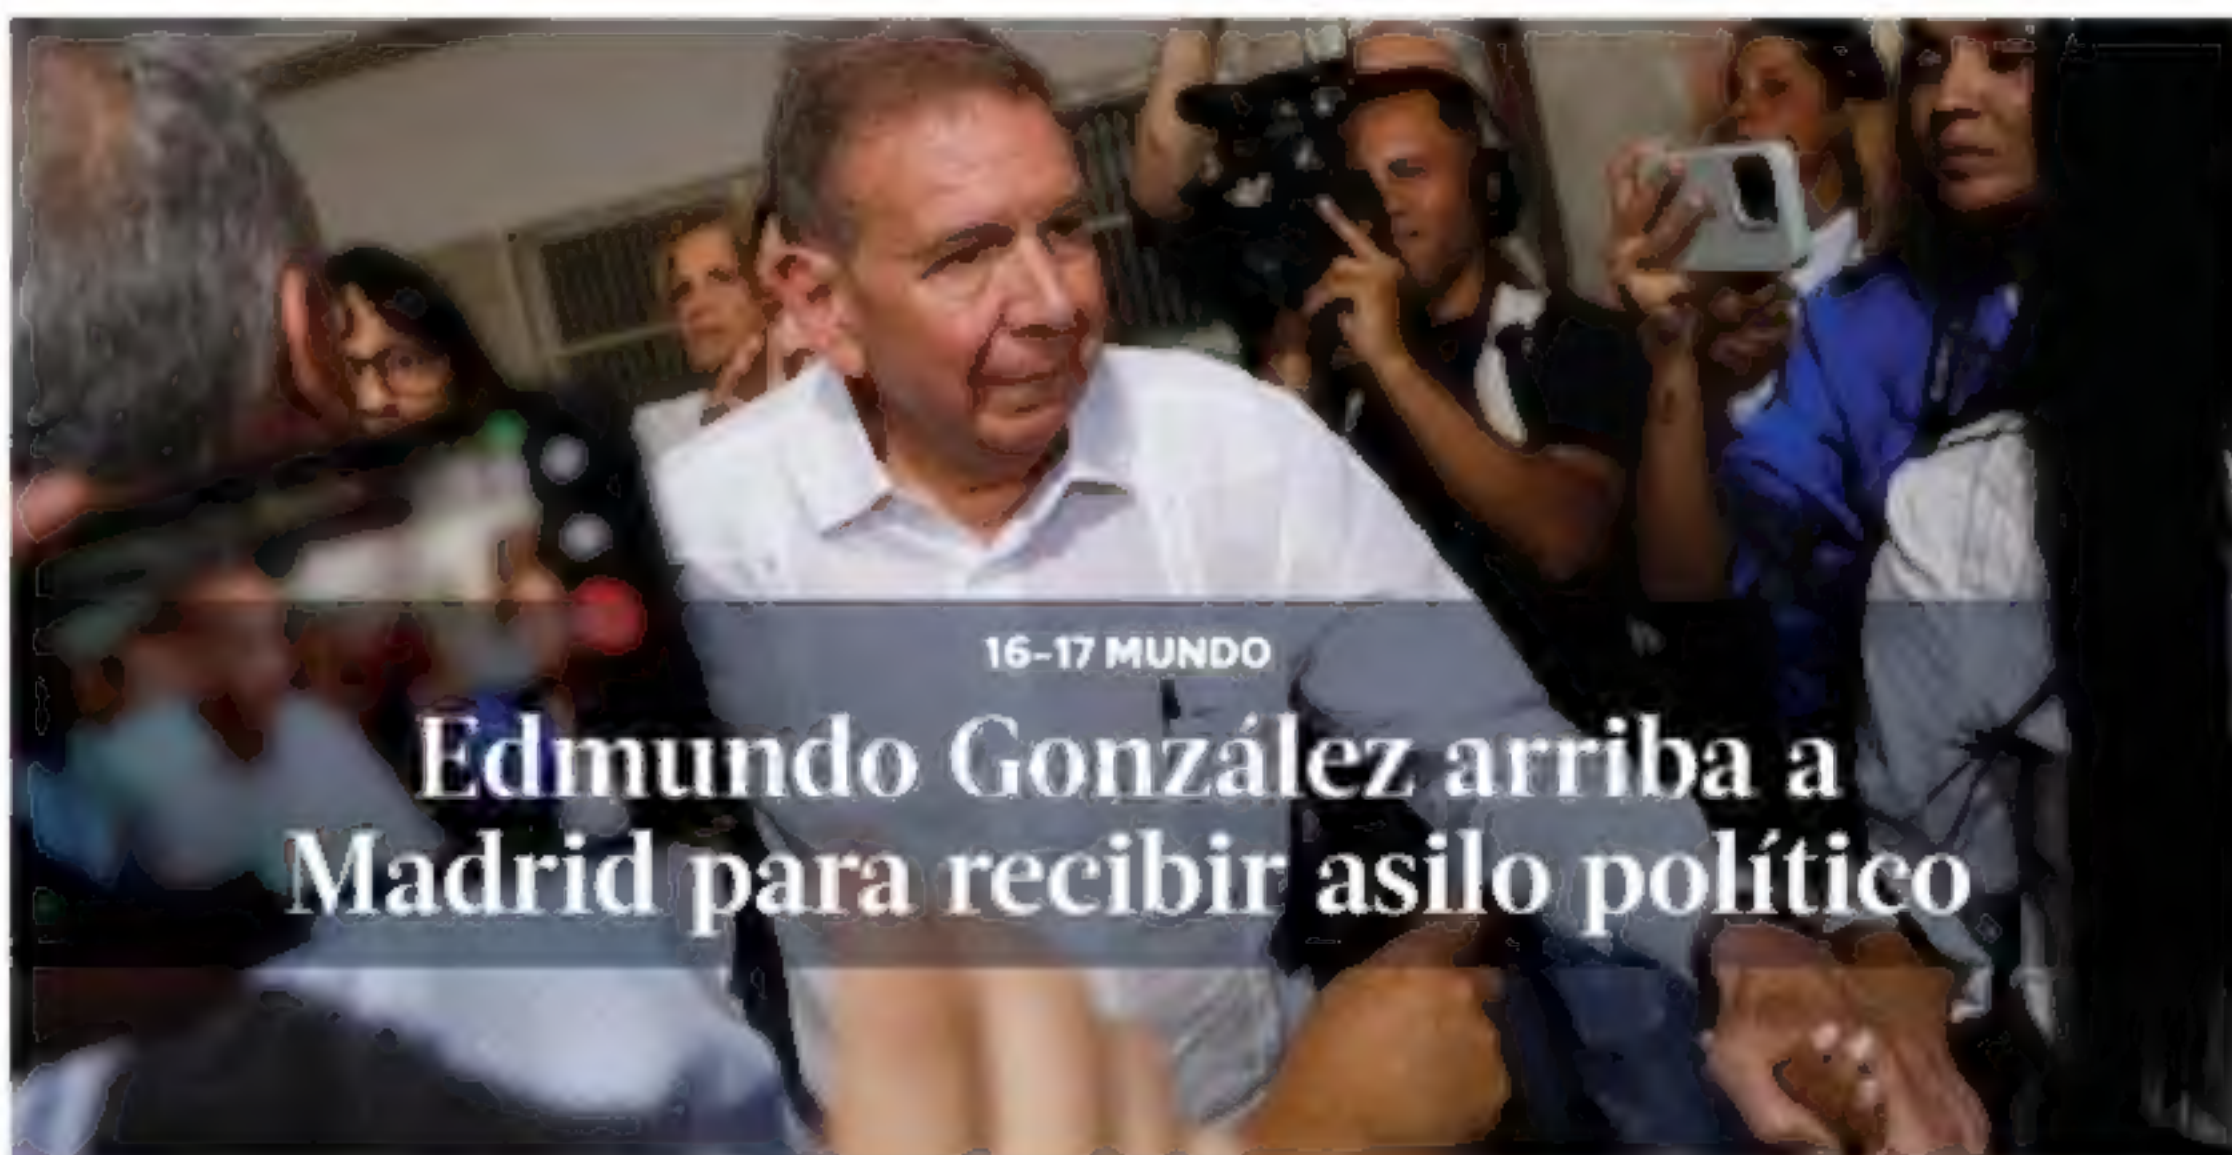 16-17 MUNDO
Edmundo González arriba a
Madrid para recibir asilo político